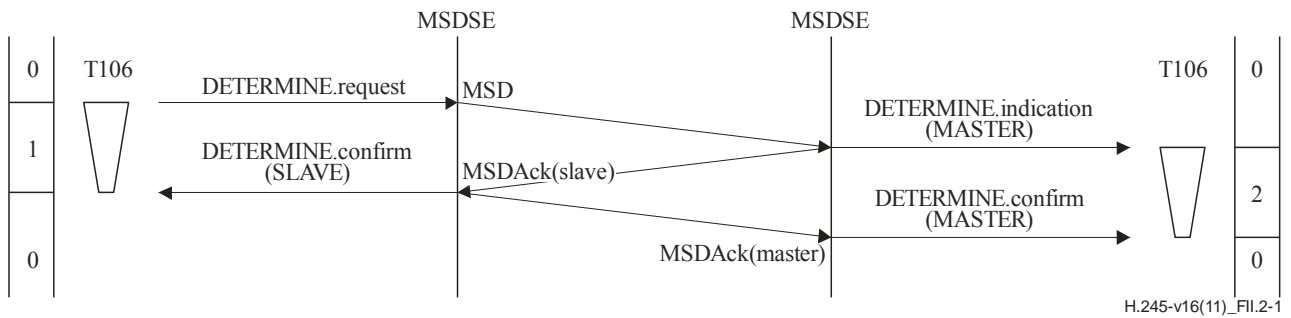 MSDSE MSDSE
0 T106 T106 0
DETERMINE.request MSD
DETERMINE.indication
(MASTER)
1 DETERMINE.confirm
(SLAVE)
MSDAck(slave)
DETERMINE.confirm
(MASTER)
2
MSDAck(master)
0 0
H.245-v16(11)_FII.2-1